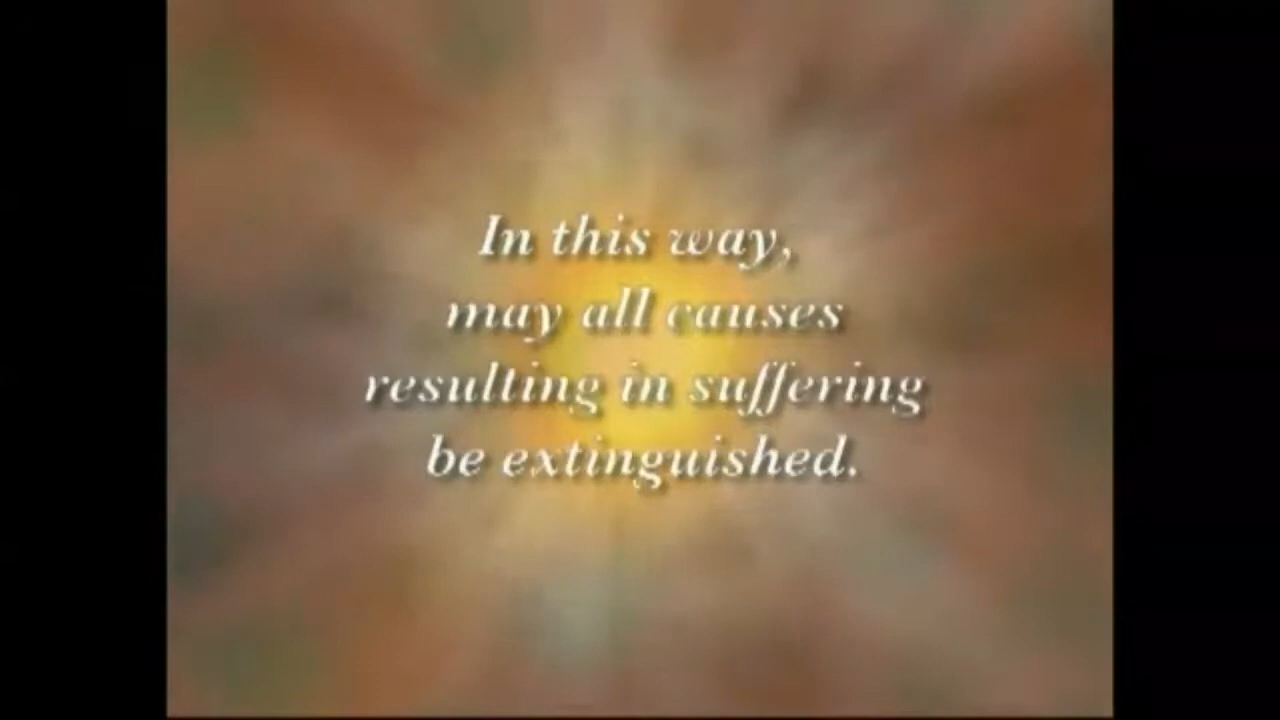 In this way,
may all causes
resulting in suffering
be extinguished.